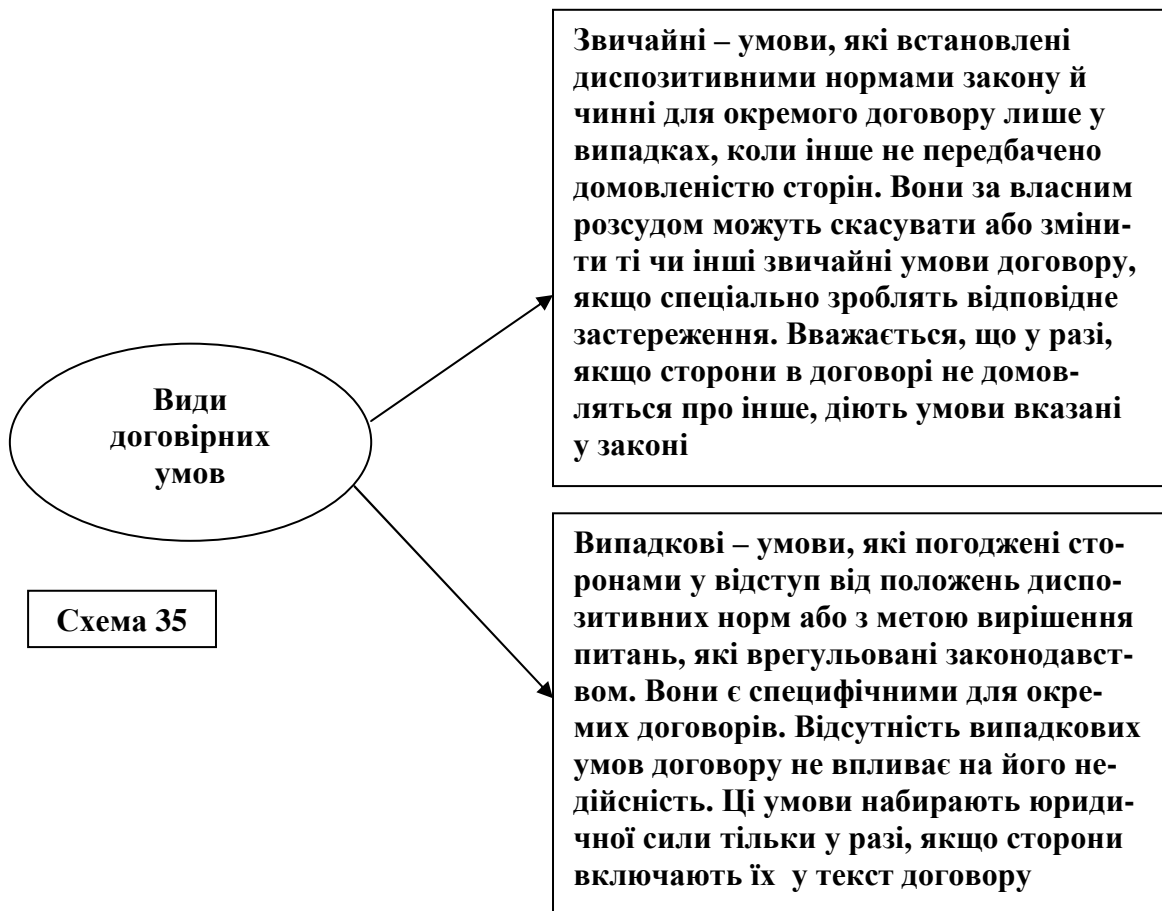 Звичайні – умови, які встановлені
диспозитивними нормами закону й
чинні для окремого договору лише у
випадках, коли інше не передбачено
домовленістю сторін. Вони за власним
розсудом можуть скасувати або зміни-
ти ті чи інші звичайні умови договору,
якщо спеціально зроблять відповідне
застереження. Вважається, що у разі,
якщо сторони в договорі не домов-
ляться про інше, діють умови вказані
у законі
Види
договірних
умов
Випадкові – умови, які погоджені сто-
ронами у відступ від положень диспо-
зитивних норм або з метою вирішення
питань, які врегульовані законодавст-
вом. Вони є специфічними для окре-
мих договорів. Відсутність випадкових
умов договору не впливає на його не-
дійсність. Ці умови набирають юриди-
чної сили тільки у разі, якщо сторони
включають їх у текст договору
Схема 35